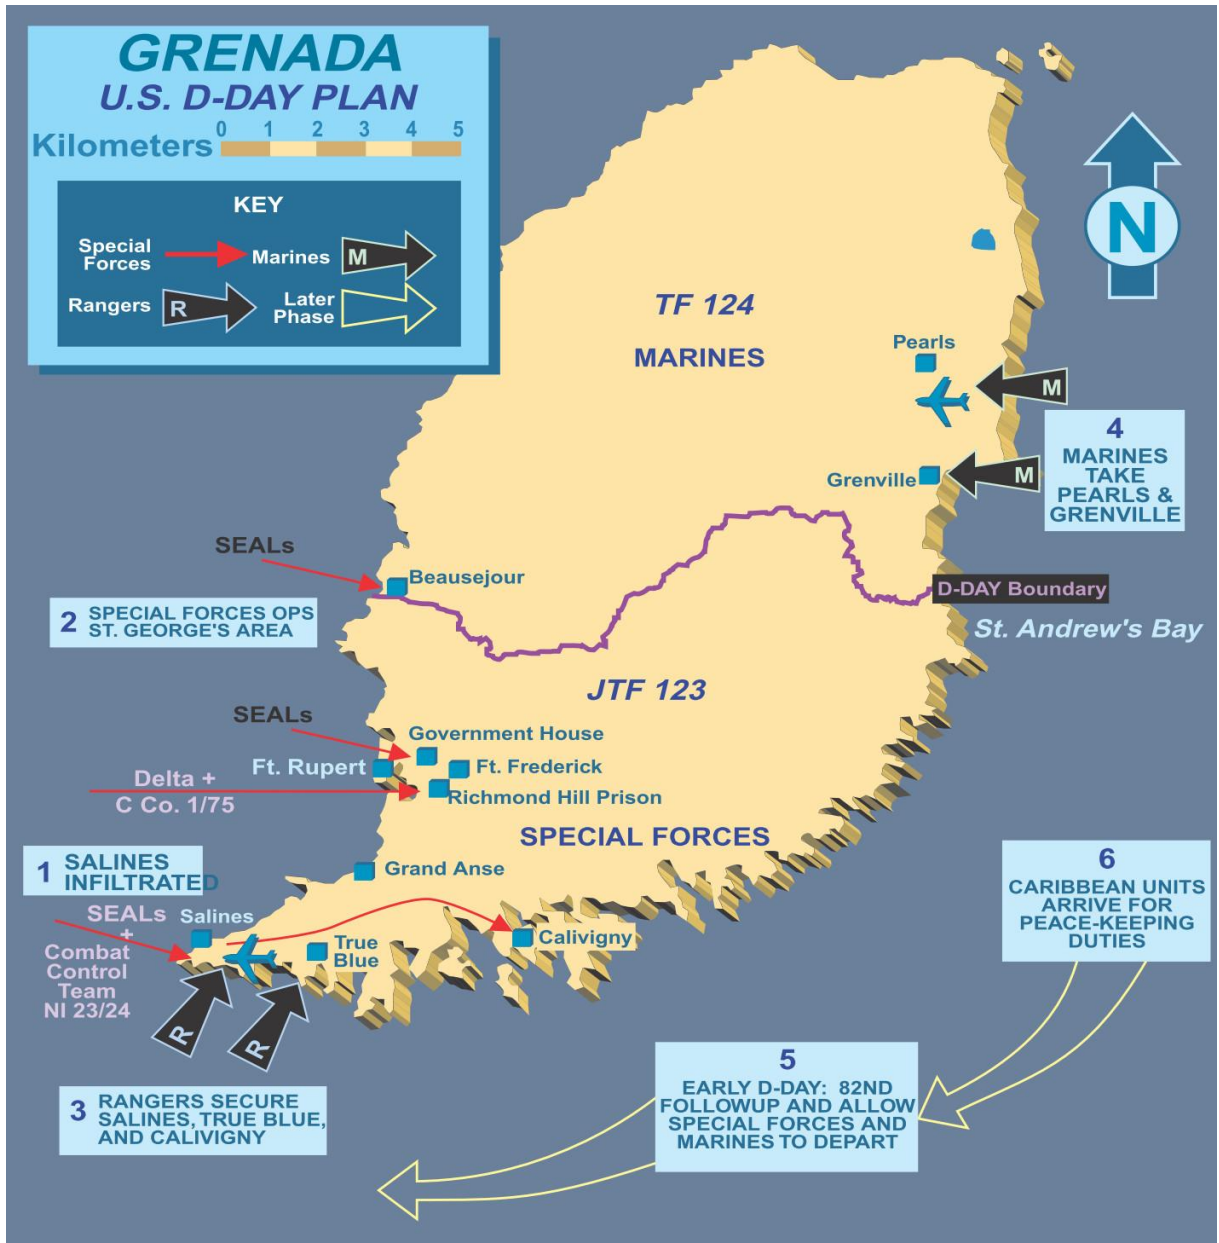 GRENADA
U.S. D-DAY PLAN
0 1 2 3 4 5
Kilometers
KEY
Special
Forces
Marines
M
Rangers
R
Later
Phase
N
TF 124
MARINES
Pearls
M
Grenville
M
4
MARINES
TAKE
PEARLS &
GRENVILLE
SEALs
Beausejour
2 SPECIAL FORCES OPS
ST. GEORGE'S AREA
D-DAY Boundary
St. Andrew's Bay
JTF 123
SEALs
Government House
Ft. Rupert
Ft. Frederick
Delta +
C Co. 1/75
Richmond Hill Prison
SPECIAL FORCES
1 SALINES
INFILTRATED
Grand Anse
SEALs
+
Combat
Control
Team
NI 23/24
Salines
True
Blue
Calivigny
R
R
3 RANGERS SECURE
SALINES, TRUE BLUE,
AND CALIVIGNY
6
CARIBBEAN UNITS
ARRIVE FOR
PEACE-KEEPING
DUTIES
5
EARLY D-DAY: 82ND
FOLLOWUP AND ALLOW
SPECIAL FORCES AND
MARINES TO DEPART